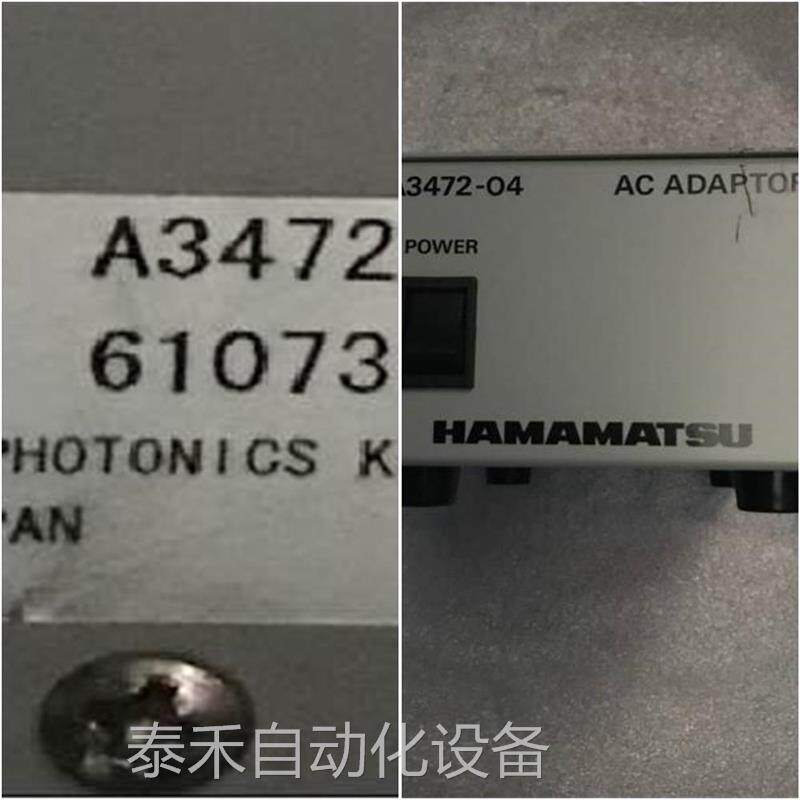 A3472
61073
PHOTONICS K
PAN
A3472-04
AC ADAPTOR
POWER
HAMAMATSU
泰禾自动化设备